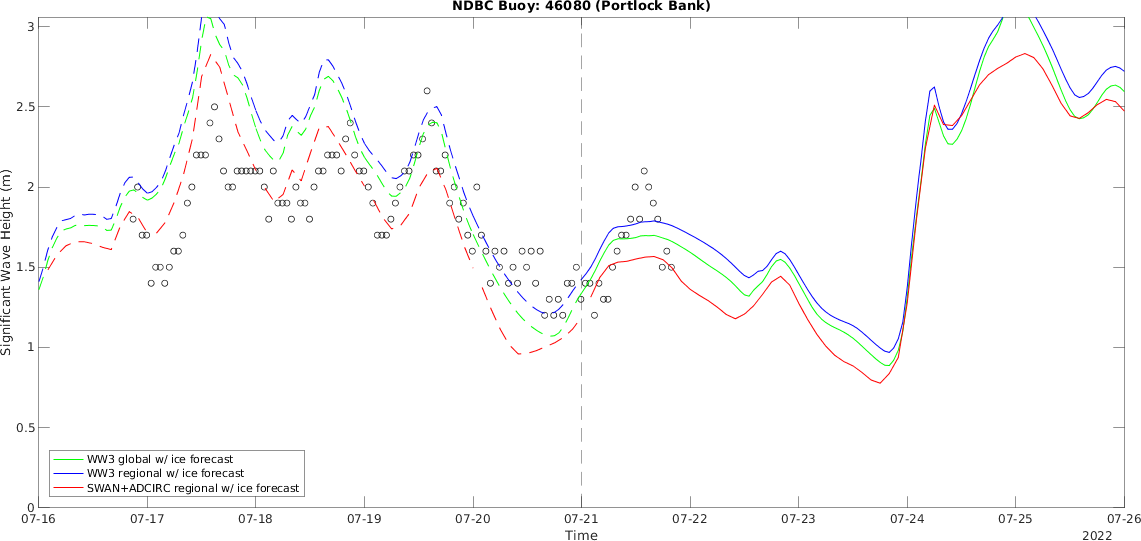 NDBC Buoy: 46080 (Portlock Bank)
3
2.5
2
1.5
1
0.5
0
Significant Wave Height (m)
WW3 global w/ ice forecast
WW3 regional w/ ice forecast
SWAN+ADCIRC regional w/ ice forecast
07-16 07-17 07-18 07-19 07-20 07-21 07-22 07-23 07-24 07-25 07-26
Time
2022